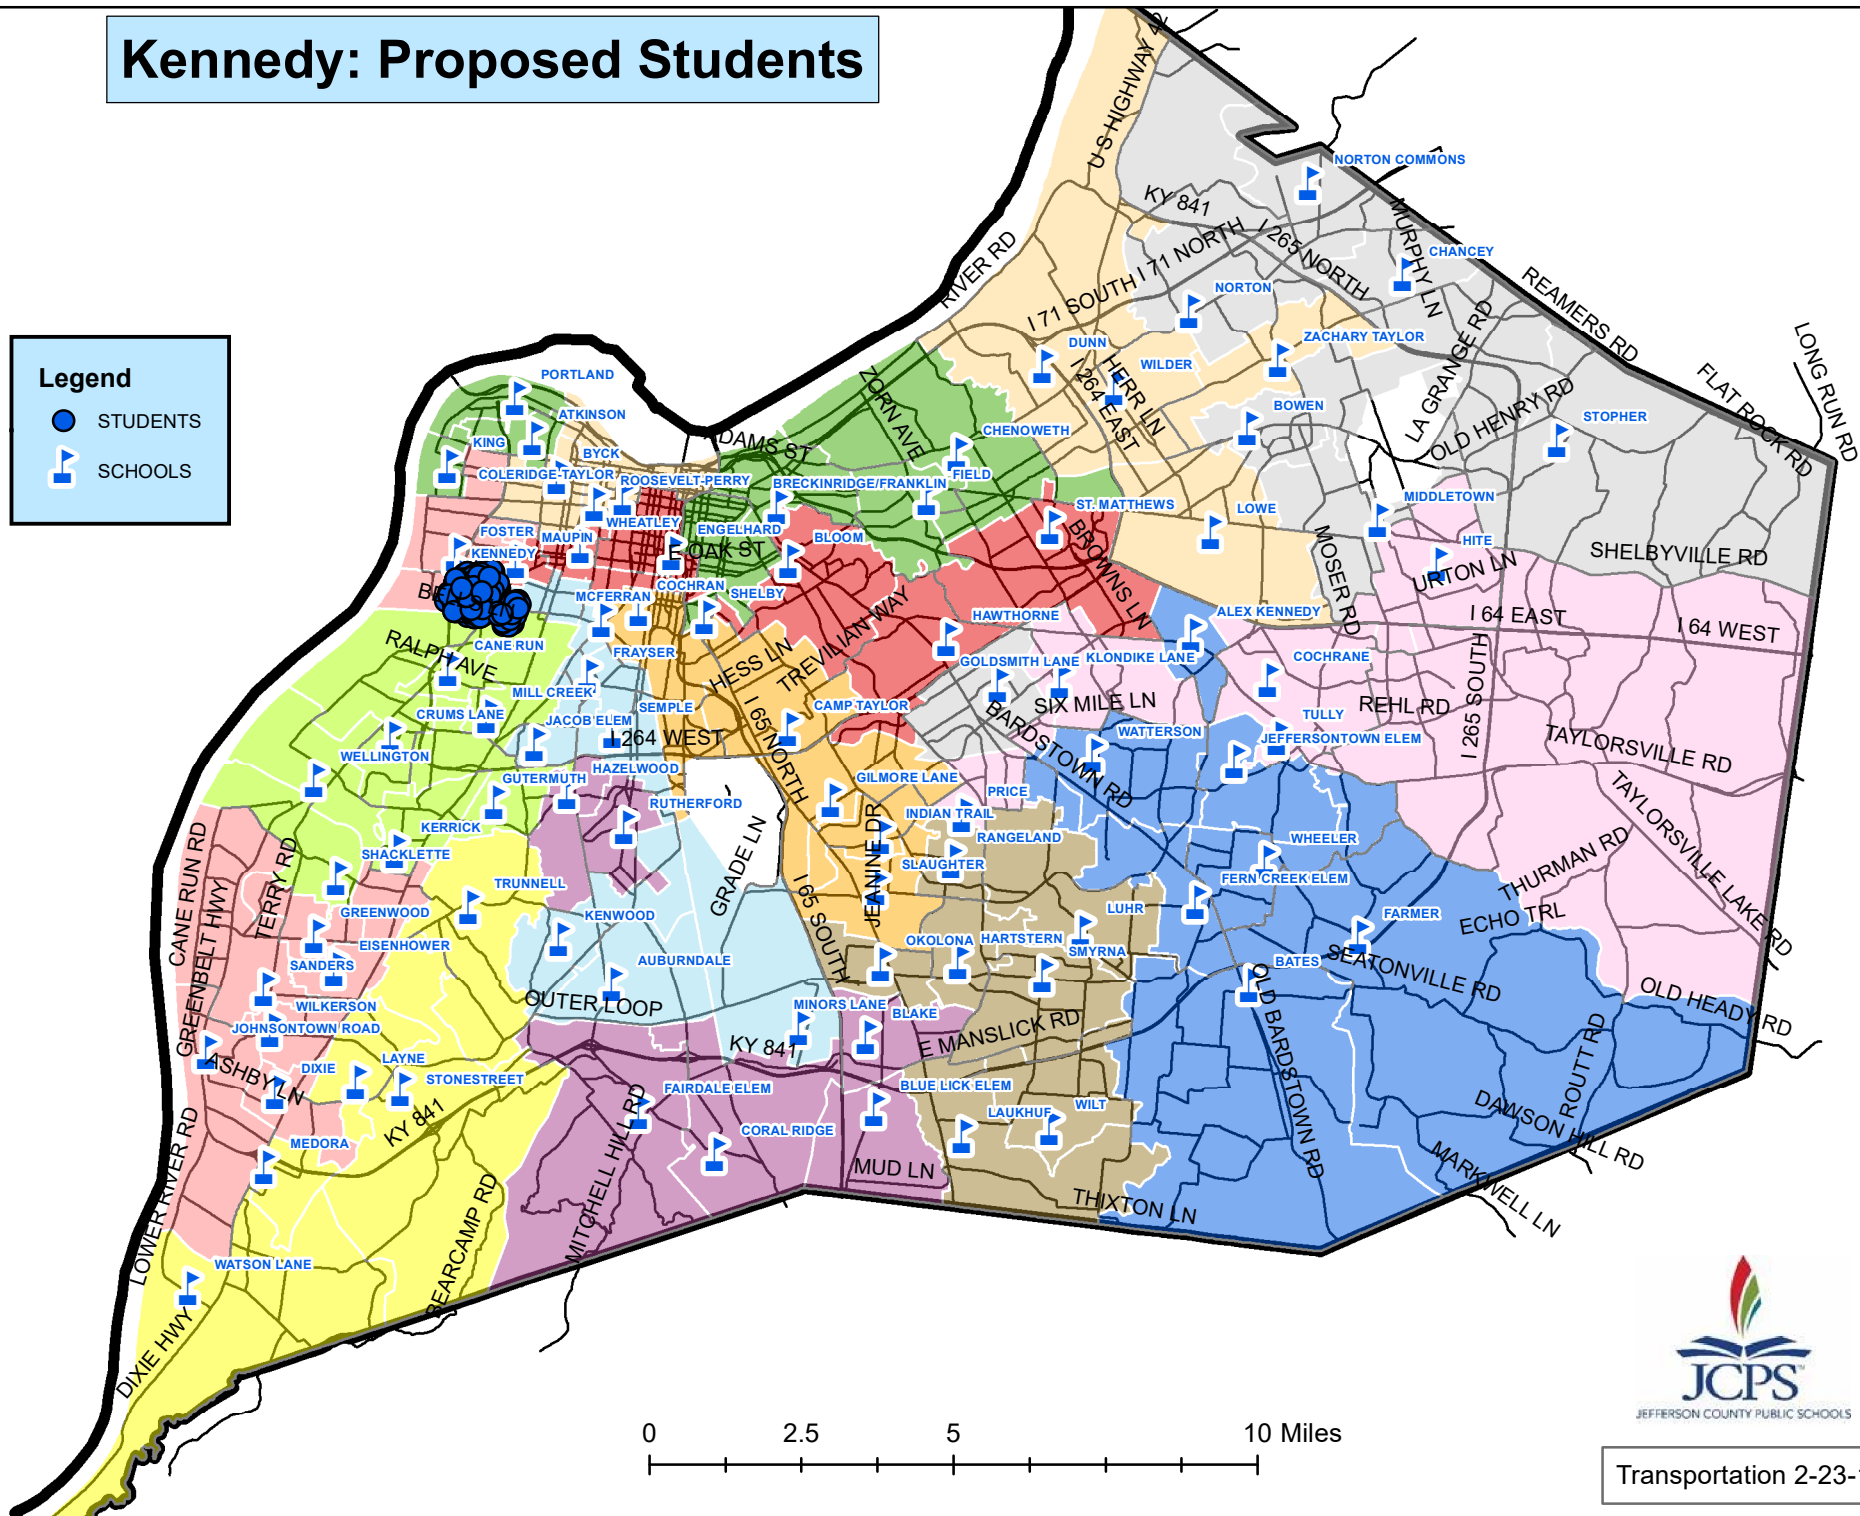 Kennedy: Proposed Students
Legend
STUDENTS
SCHOOLS
U S HIGHWAY 42
NORTON COMMONS
KY 841
MURPHY LN
I 71 NORTH
I 265 NORTH
CHANCEY
RIVER RD
REAMERS RD
I 71 SOUTH
NORTON
LONG RUN RD
LA GRANGE RD
ZACHARY TAYLOR
DUNN
HERR LN
WILDER
I 264 EAST
FLAT ROCK RD
PORTLAND
ZORN AVE
OLD HENRY RD
BOWEN
STOPHER
ATKINSON
KING
ADAMS ST
CHENOWETH
BYCK
COLERIDGE-TAYLOR
ROOSEVELT-PERRY
BRECKINRIDGE/FRANKLIN
FIELD
MIDDLETOWN
ST. MATTHEWS
LOWE
FOSTER
WHEATLEY
MAUPIN
ENGELHARD
BLOOM
BROWNS LN
MOSER RD
HITE
KENNEDY
E OAK ST
SHELBYVILLE RD
URTON LN
COCHRAN
MCFERRAN
SHELBY
HAWTHORNE
ALEX KENNEDY
I 64 EAST
I 64 WEST
CANE RUN
RALPH AVE
FRAYSER
HESS LN
TREVILIAN WAY
GOLDSMITH LANE
KLONDIKE LANE
COCHRANE
MILL CREEK
SEMPLE
CAMP TAYLOR
SIX MILE LN
REHL RD
I 265 SOUTH
CRUMS LANE
JACOB ELEM
I 264 WEST
I 65 NORTH
BARDSTOWN RD
WATTERSON
TULLY
JEFFERSONTOWN ELEM
TAYLORSVILLE RD
WELLINGTON
GUTERMUTH
HAZELWOOD
GILMORE LANE
PRICE
RUTHERFORD
INDIAN TRAIL
RANGELAND
TAYLORSVILLE LAKE RD
KERRICK
SHACKLETTE
GRADE LN
JEANINE DR
SLAUGHTER
WHEELER
THURMAN RD
CANE RUN RD
TERRY RD
GREENBELT HWY
TRUNNELL
I 65 SOUTH
FERN CREEK ELEM
GREENWOOD
KENWOOD
LUHR
FARMER
ECHO TRL
EISENHOWER
OKOLONA
HARTSTERN
SMYRNA
SANDERS
AUBURNDALE
BATES
SEATONVILLE RD
OLD HEADY RD
WILKERSON
OUTER LOOP
MINORS LANE
BLAKE
JOHNSONTOWN ROAD
KY 841
E MANSLICK RD
OLD BARDSTOWN RD
ROUTT RD
ASHBY LN
DIXIE
LAYNE
STONESTREET
FAIRDALE ELEM
BLUE LICK ELEM
LAUKHUF
WILT
DAWSON HILL RD
KY 841
CORAL RIDGE
MEDORA
MUD LN
MARKWELL LN
LOWER RIVER RD
MITCHELL HILL RD
BEARCAMP RD
THIXTON LN
WATSON LANE
DIXIE HWY
JCPS
JEFFERSON COUNTY PUBLIC SCHOOLS
0 2.5 5 10 Miles
Transportation 2-23-